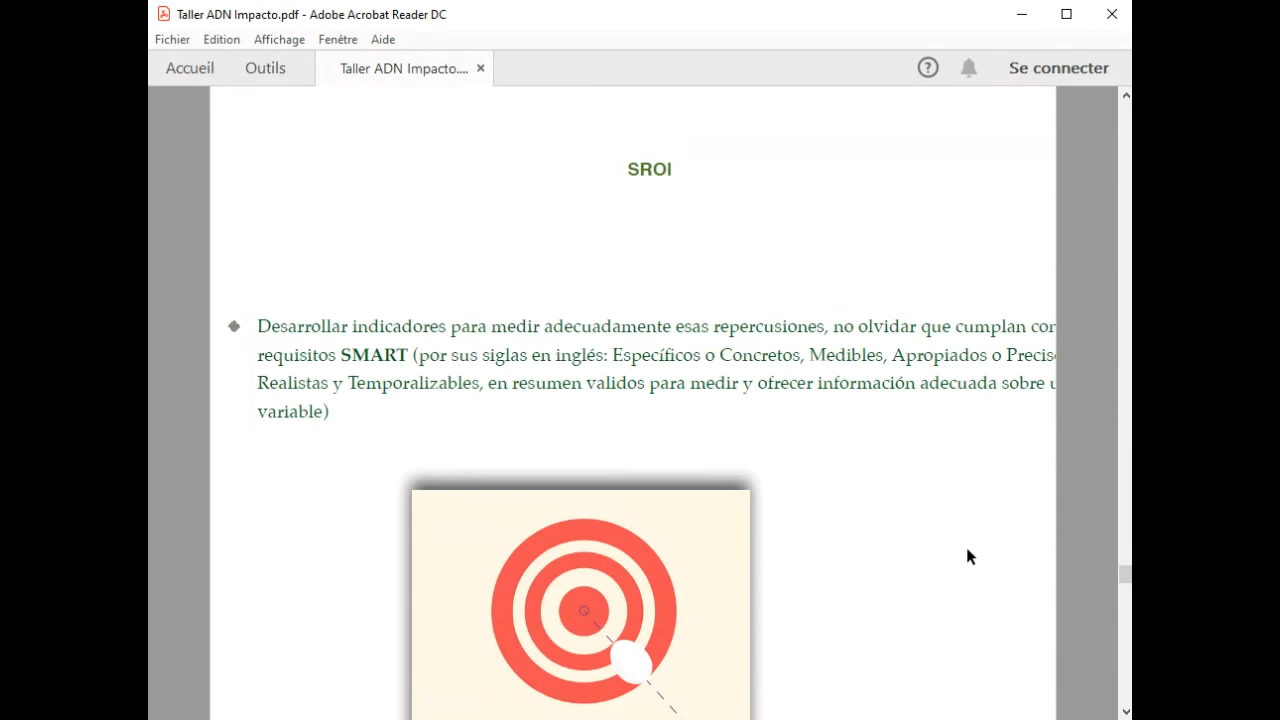 Taller ADN Impacto.pdf - Adobe Acrobat Reader DC
Fichier Edition Affichage Fenêtre Aide
Accueil Outils Taller ADN Impacto.... × ? Se connecter
SROI
Desarrollar indicadores para medir adecuadamente esas repercusiones, no olvidar que cumplan con
requisitos SMART (por sus siglas en inglés: Específicos o Concretos, Medibles, Apropiados o
Realistas y Temporalizables, en resumen validos para medir y ofrecer información adecuada sobre
variable)